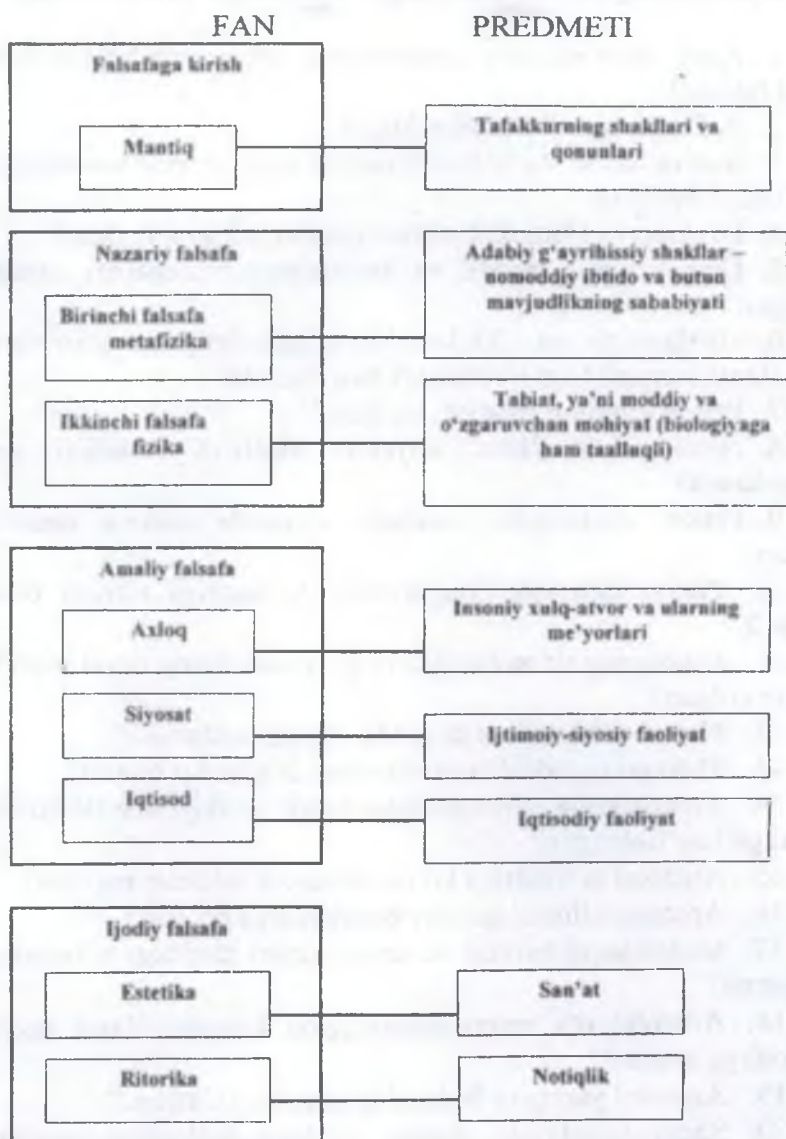 FAN PREDMETI
Falsafaga kirish
Mantiq
Tafakkurning shakllari va
qonunlari
Nazariy falsafa
Birinchi falsafa
metafizika
Adabiy g‘ayrihissiy shakllar –
nomoddiy ibtido va butun
mavjudlikning sababiyati
Ikkinchi falsafa
fizika
Tabiat, ya’ni moddiy va
o‘zgaruvchan mohiyat (biologiyaga
ham taalluqli)
Amaliy falsafa
Axloq
Insoniy xulq-atvor va ularning
me’yorlari
Siyosat
Ijtimoiy-siyosiy faoliyat
Iqtisod
Iqtisodiy faoliyat
Ijodiy falsafa
Estetika
San’at
Ritorika
Notiqlik